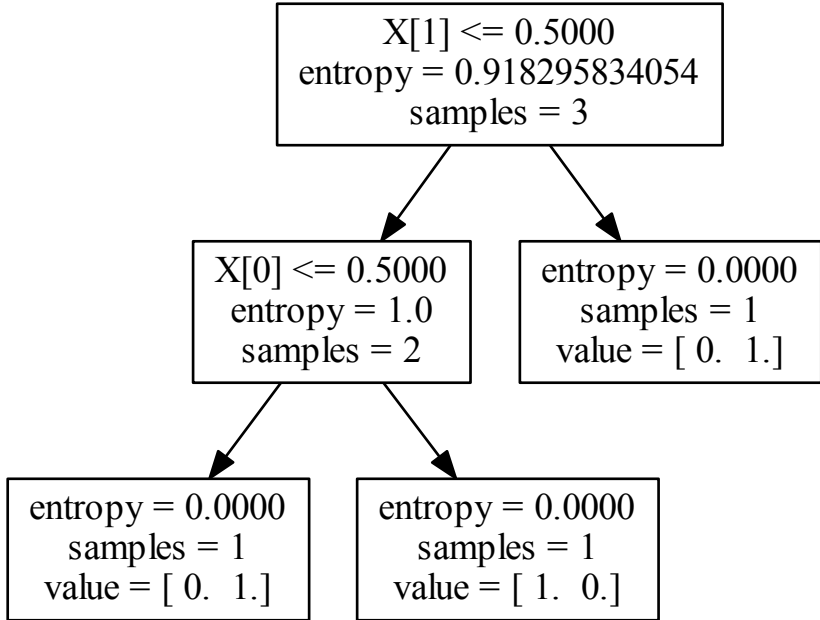 X[1] <= 0.5000
entropy = 0.918295834054
samples = 3
X[0] <= 0.5000
entropy = 1.0
samples = 2
entropy = 0.0000
samples = 1
value = [ 0.  1.]
entropy = 0.0000
samples = 1
value = [ 0.  1.]
entropy = 0.0000
samples = 1
value = [ 1.  0.]